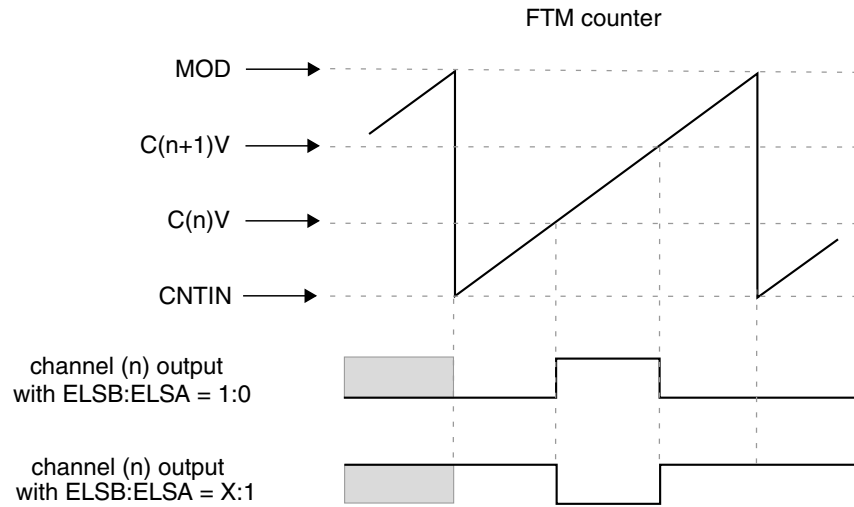 FTM counter
MOD
C(n+1)V
C(n)V
CNTIN
channel (n) output
with ELSB:ELSA = 1:0
channel (n) output
with ELSB:ELSA = X:1